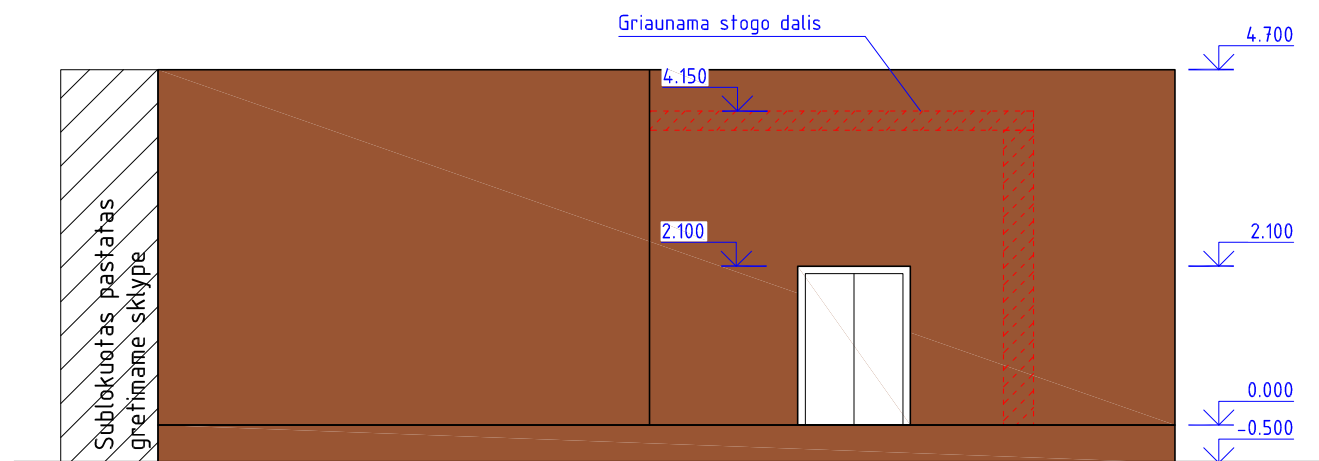 Griaunama stogo dalis
4.700
4.150
2.100
2.100
0.000
-0.500
Sublokuotas pastatas
gretimame sklype